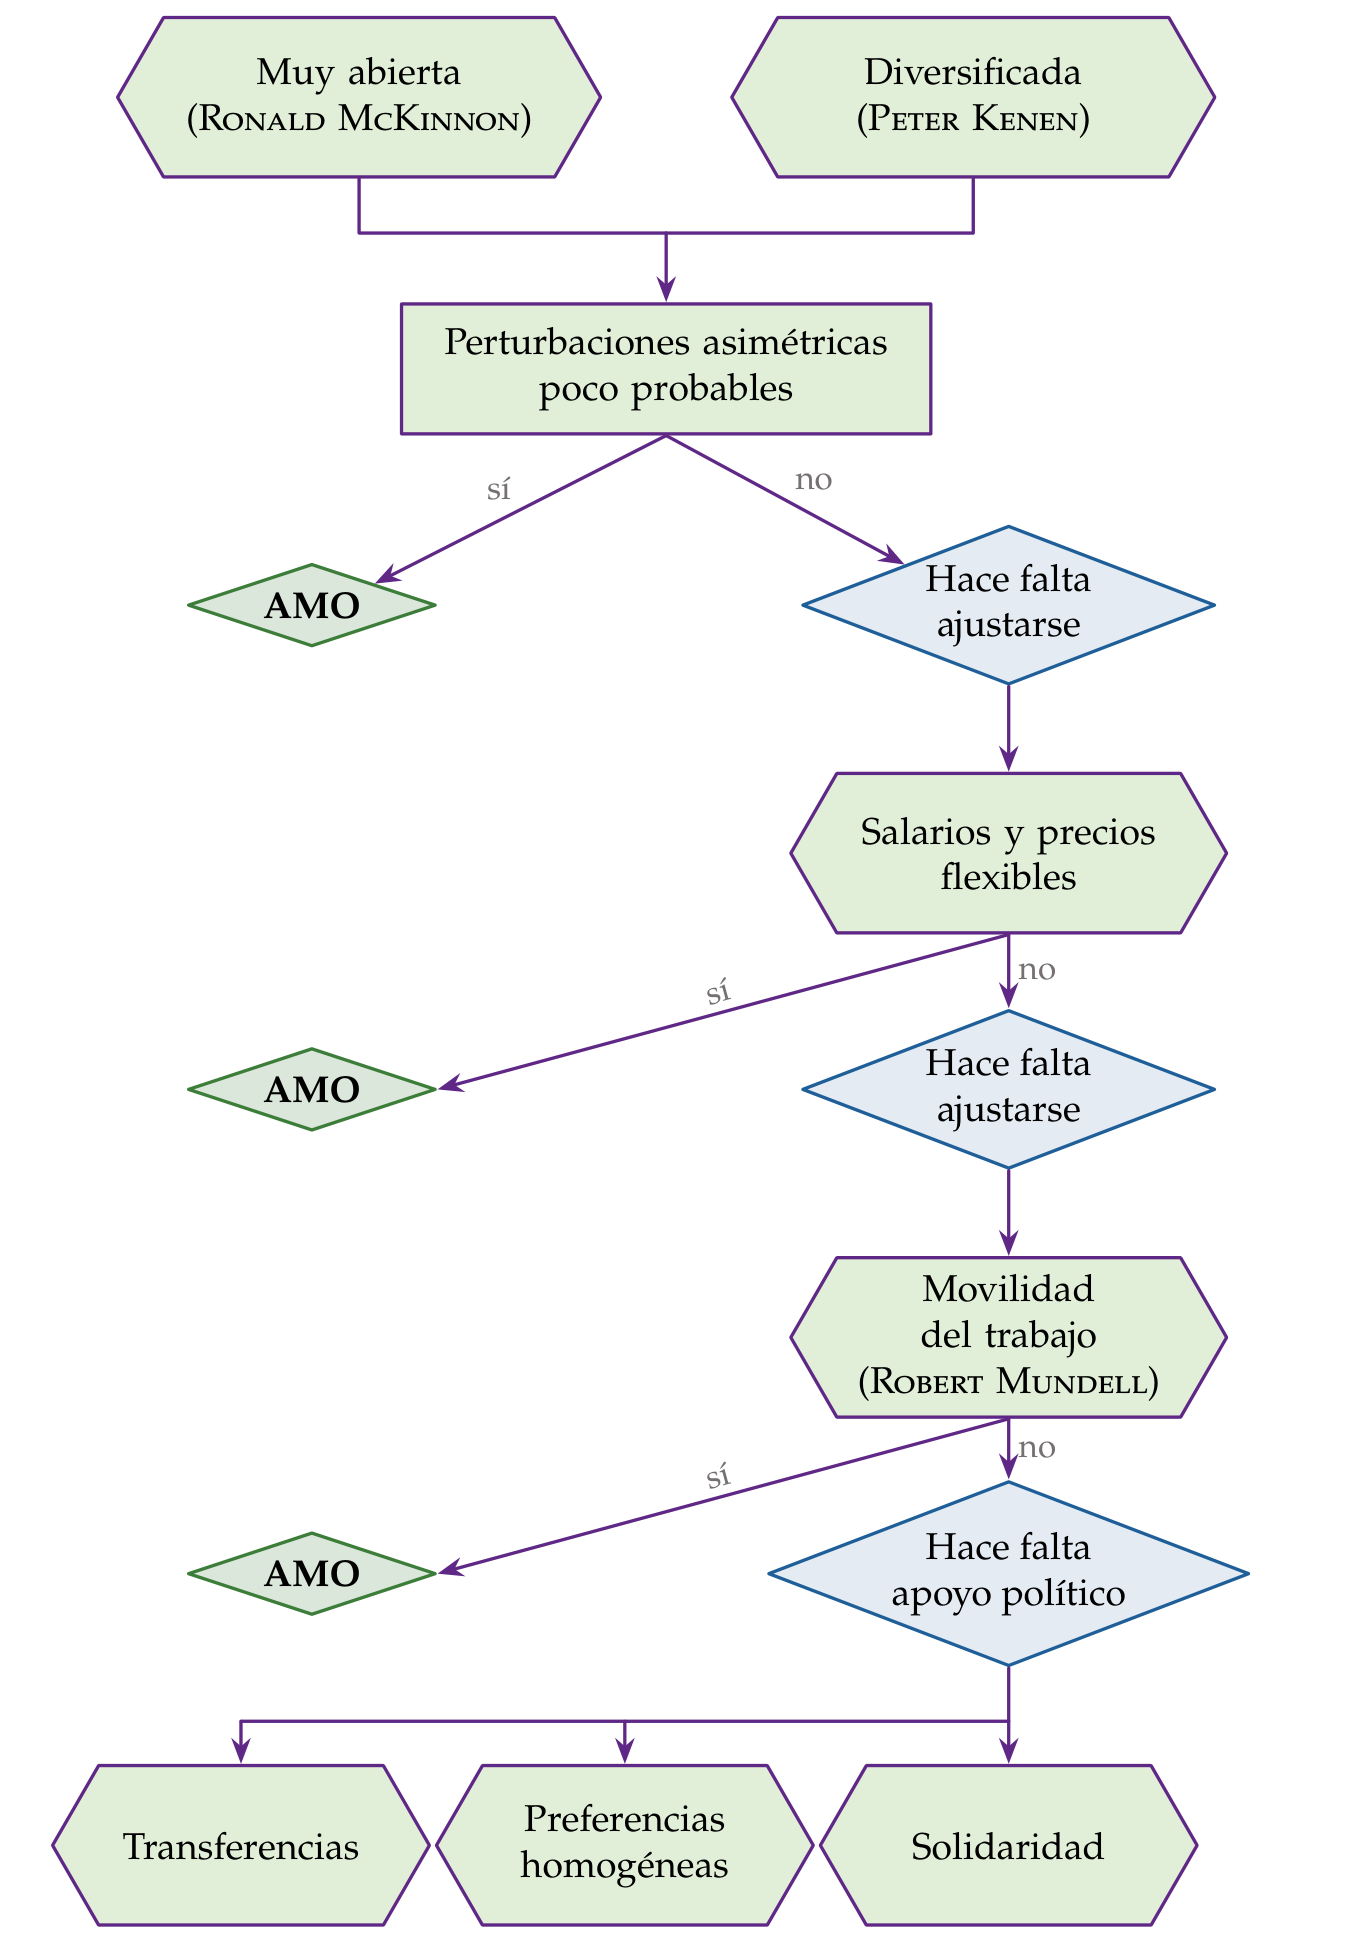 Muy abierta
(Ronald McKinnon)
Diversificada
(Peter Kenen)
Perturbaciones asimétricas
poco probables
sí
no
AMO
Hace falta
ajustarse
Salarios y precios
flexibles
sí
no
AMO
Hace falta
ajustarse
Movilidad
del trabajo
(Robert Mundell)
sí
no
AMO
Hace falta
apoyo político
Transferencias
Preferencias
homogéneas
Solidaridad